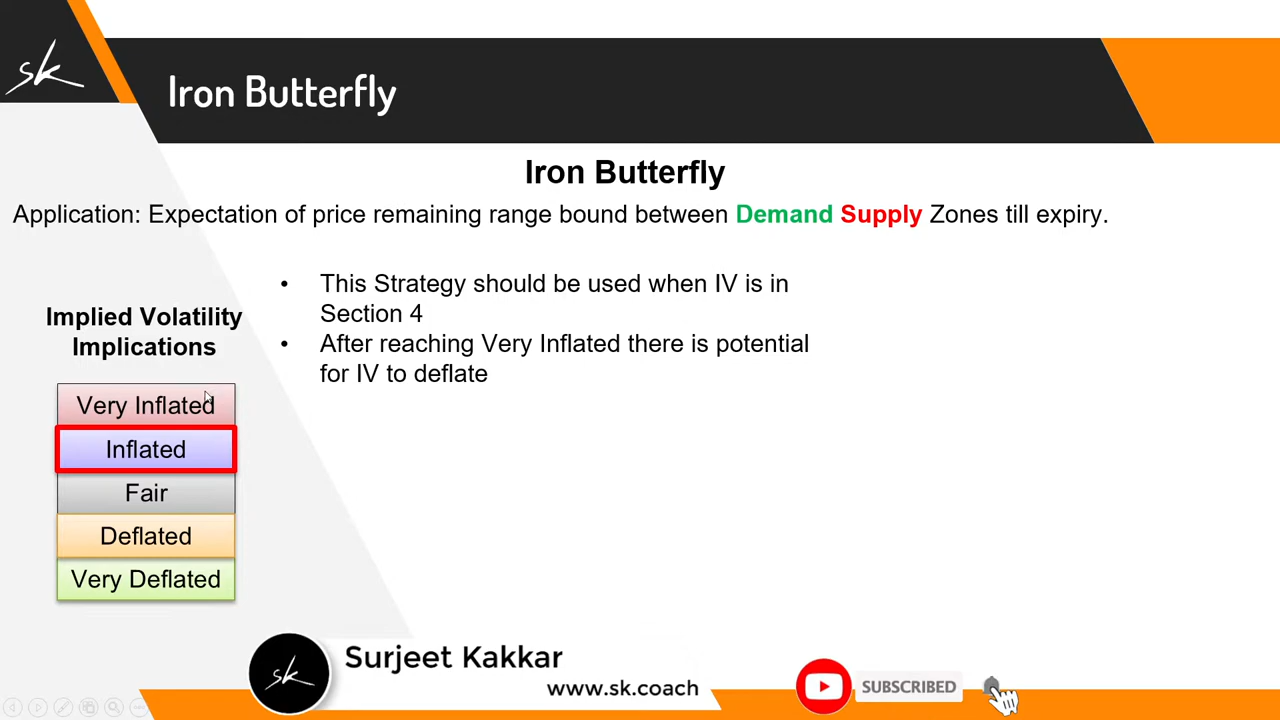 sk
Iron Butterfly
Iron Butterfly
Application: Expectation of price remaining range bound between Demand Supply Zones till expiry.
• This Strategy should be used when IV is in
Section 4
• After reaching Very Inflated there is potential
for IV to deflate
Implied Volatility
Implications
Very Inflated
Inflated
Fair
Deflated
Very Deflated
sk
Surjeet Kakkar
www.sk.coach
SUBSCRIBED